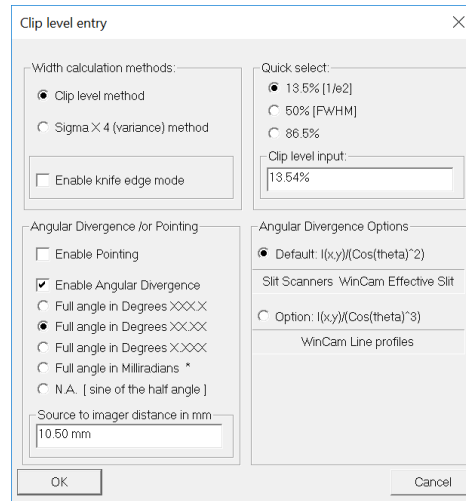 Clip level entry
Width calculation methods:
Clip level method
Sigma X 4 (variance) method
Enable knife edge mode
Quick select:
13.5% [1/e2]
50% [FWHM]
86.5%
Clip level input:
13.54%
Angular Divergence /or Pointing
Enable Pointing
Enable Angular Divergence
Full angle in Degrees XXX.X
Full angle in Degrees XX.XX
Full angle in Degrees X.XXX
Full angle in Milliradians *
N.A. [ sine of the half angle ]
Source to imager distance in mm
10.50 mm
Angular Divergence Options
Default: I(x,y)/(Cos(theta)^2)
Slit Scanners WinCam Effective Slit
Option: I(x,y)/(Cos(theta)^3)
WinCam Line profiles
OK
Cancel